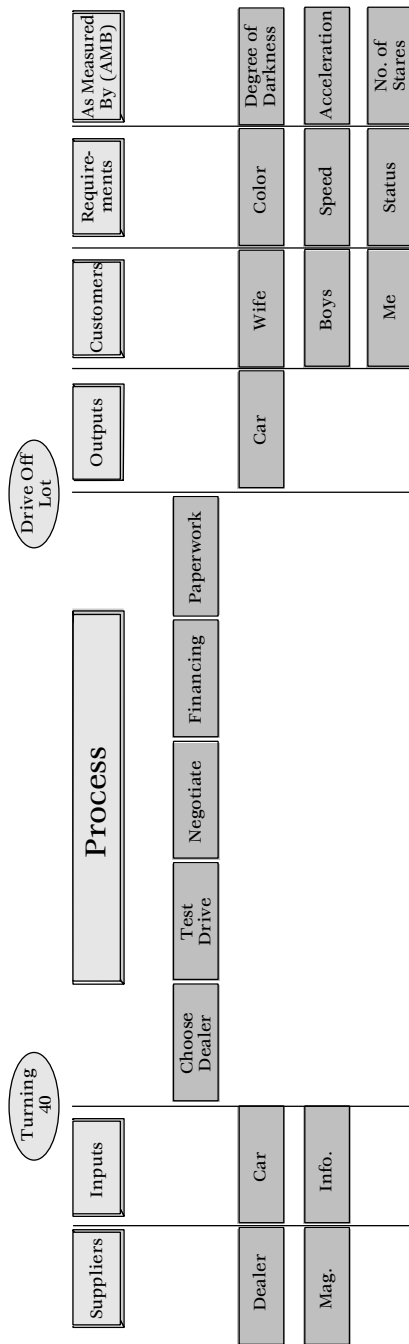 Turning
40
Drive Off
Lot
Suppliers
Inputs
Process
Outputs
Customers
Require-
ments
As Measured
By (AMB)
Choose
Dealer
Test
Drive
Negotiate
Financing
Paperwork
Dealer
Car
Car
Wife
Color
Degree of
Darkness
Mag.
Info.
Boys
Speed
Acceleration
Me
Status
No. of
Stares